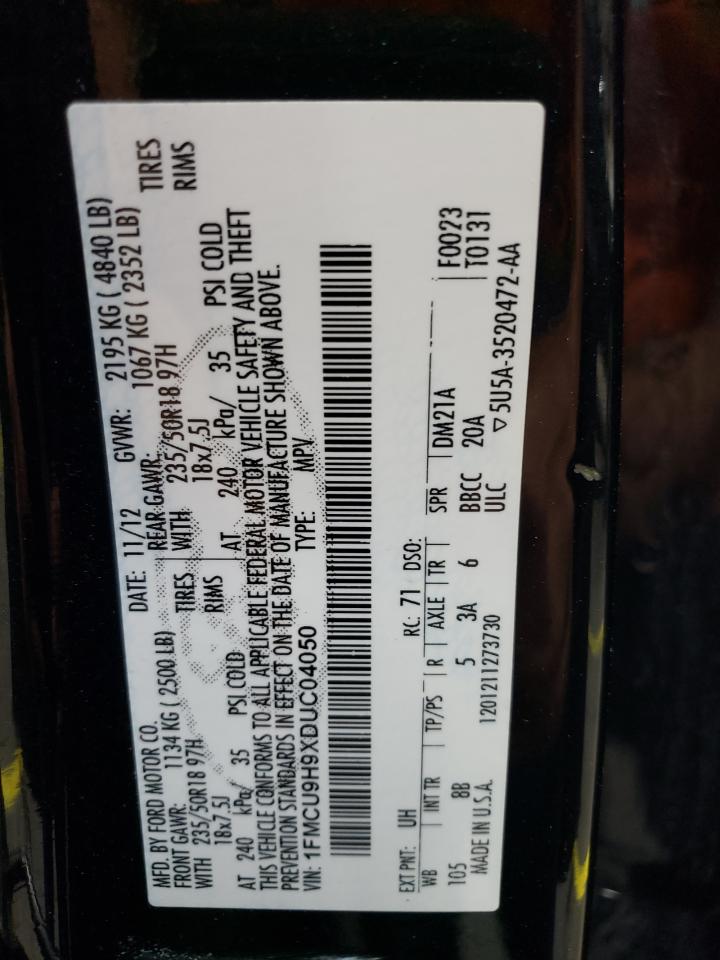 MFD. BY FORD MOTOR CO. DATE: 11/12 GVWR: 2195 KG ( 4840 LB)
FRONT GAWR: 1134 KG ( 2500 LB) REAR GAWR: 1067 KG ( 2352 LB)
WITH 235/50R18 97H TIRES WITH 235/50R18 97H TIRES
18x7.5J RIMS 18x7.5J RIMS
AT 240 kPa/ 35 PSI COLD AT 240 kPa/ 35 PSI COLD
THIS VEHICLE CONFORMS TO ALL APPLICABLE FEDERAL MOTOR VEHICLE SAFETY AND THEFT
PREVENTION STANDARDS IN EFFECT ON THE DATE OF MANUFACTURE SHOWN ABOVE.
VIN: 1FMCU9H9XDUC04050 TYPE: MPV
EXT PNT: UH RC: 71 DSO: F0023
WB INT TR TP/PS R AXLE TR SPR DM21A T0131
105 8B 5 3A 6 BBCC 20A
MADE IN U.S.A. 1201211273730 ULC ▽5U5A-3520472-AA